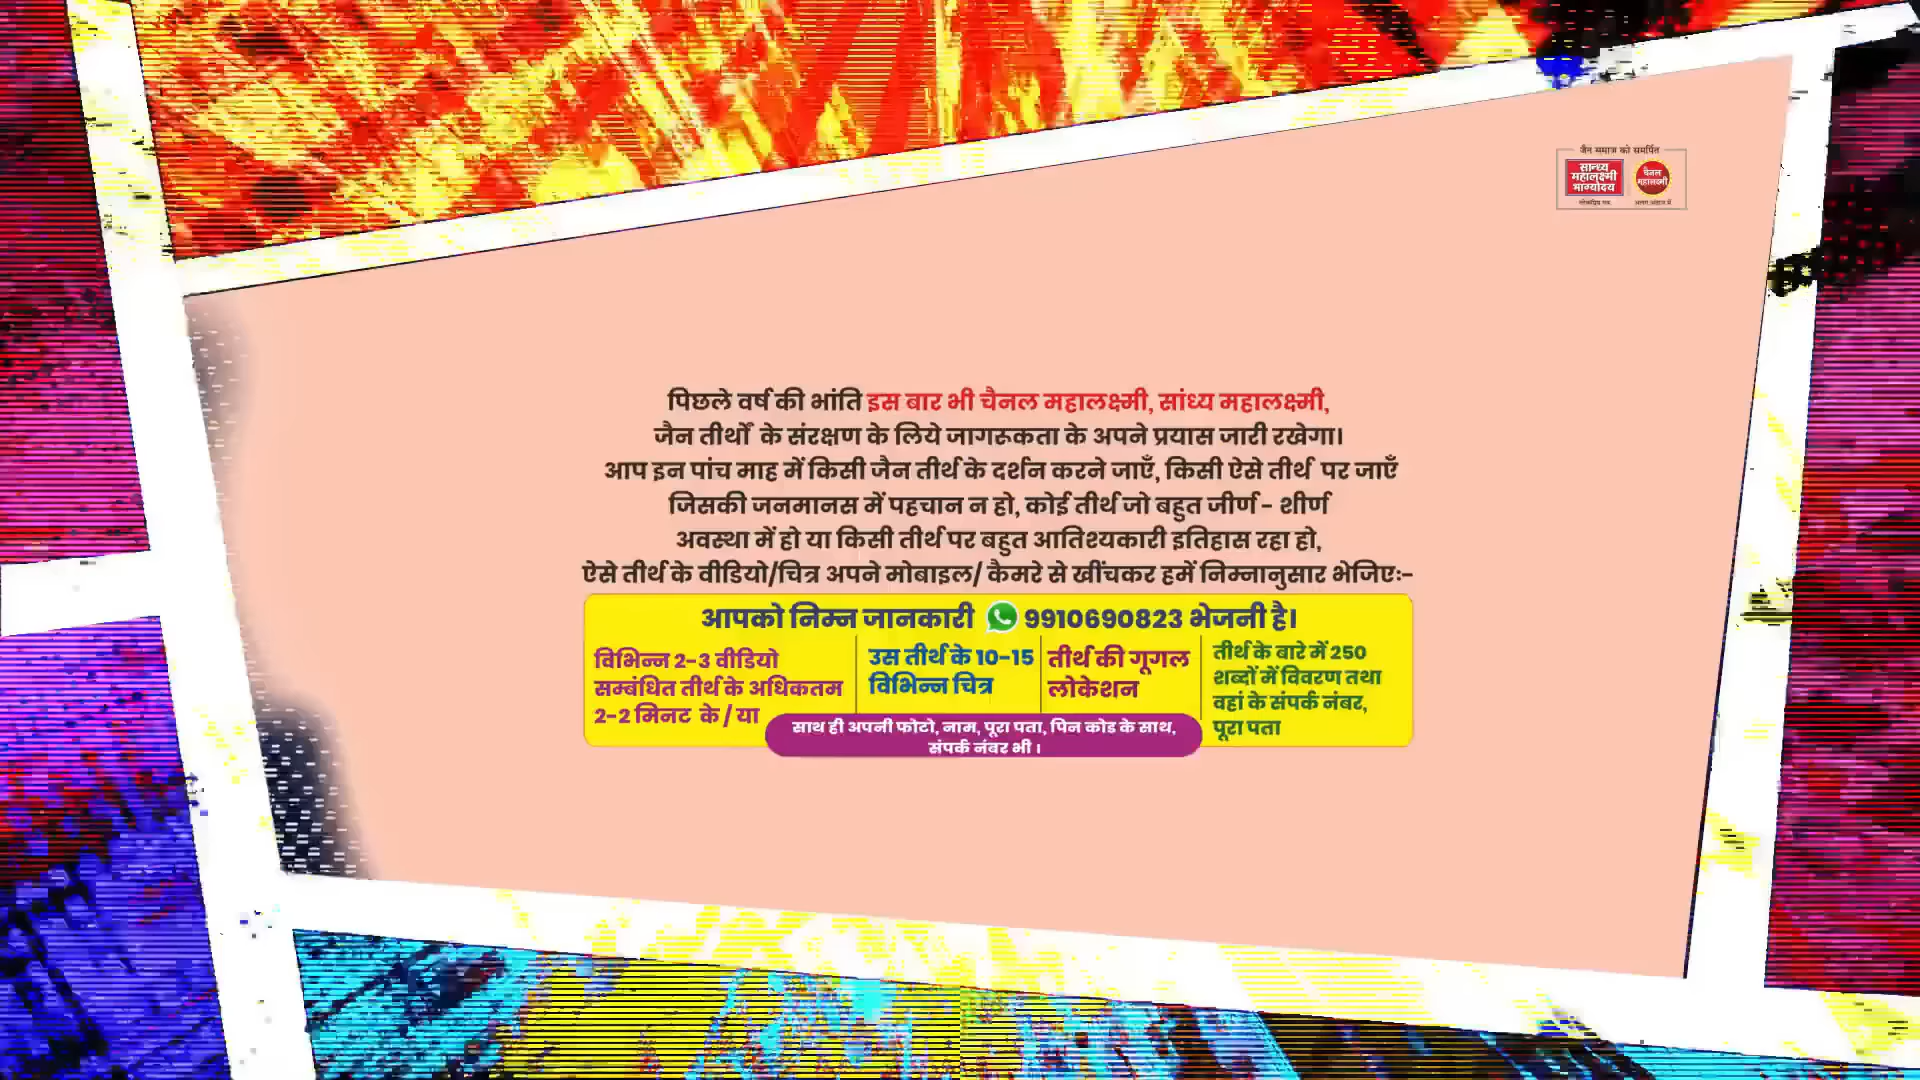 जैन समाज को समर्पित
सान्ध्य
महालक्ष्मी
भाग्योदय
चैनल
महालक्ष्मी
पिछले वर्ष की भांति इस बार भी चैनल महालक्ष्मी, सांध्य महालक्ष्मी,
जैन तीर्थों के संरक्षण के लिये जागरूकता के अपने प्रयास जारी रखेगा।
आप इन पांच माह में किसी जैन तीर्थ के दर्शन करने जाएँ, किसी ऐसे तीर्थ पर जाएँ
जिसकी जनमानस में पहचान न हो, कोई तीर्थ जो बहुत जीर्ण - शीर्ण
अवस्था में हो या किसी तीर्थ पर बहुत आतिश्यकारी इतिहास रहा हो,
ऐसे तीर्थ के वीडियो/चित्र अपने मोबाइल/ कैमरे से खींचकर हमें निम्नानुसार भेजिए:-
आपको निम्न जानकारी 9910690823 भेजनी है।
विभिन्न 2-3 वीडियो
सम्बंधित तीर्थ के अधिकतम
2-2 मिनट के / या
उस तीर्थ के 10-15
विभिन्न चित्र
तीर्थ की गूगल
लोकेशन
तीर्थ के बारे में 250
शब्दों में विवरण तथा
वहां के संपर्क नंबर,
पूरा पता
साथ ही अपनी फोटो, नाम, पूरा पता, पिन कोड के साथ,
संपर्क नंबर भी ।